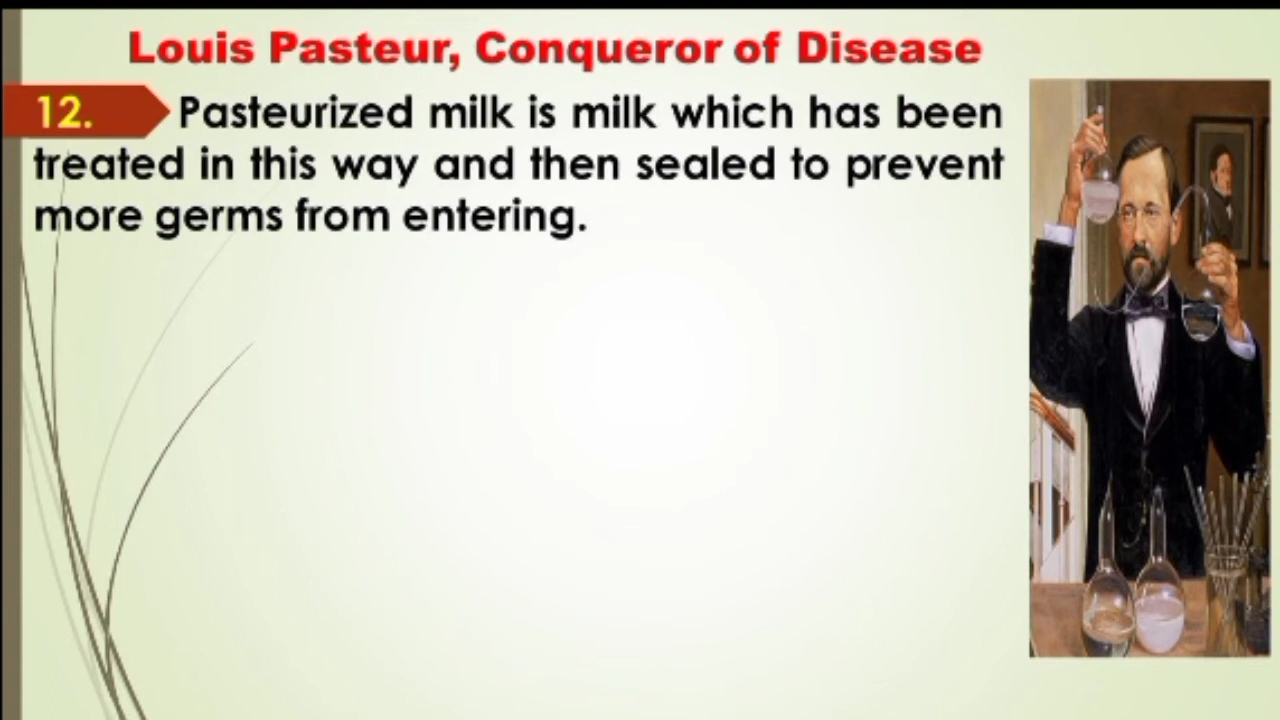 Louis Pasteur, Conqueror of Disease
12. Pasteurized milk is milk which has been
treated in this way and then sealed to prevent
more germs from entering.